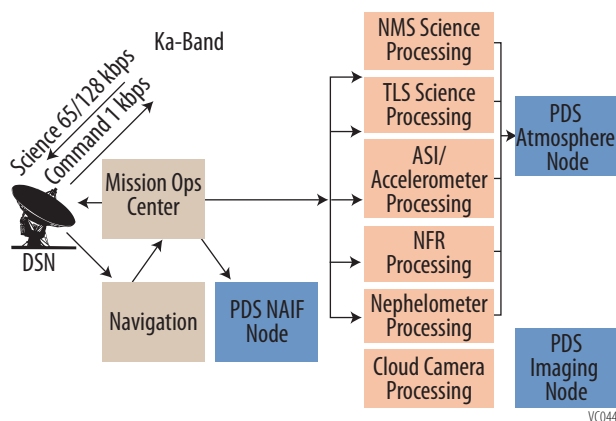 Ka-Band
Science 65/128 kbps
Command 1 kbps
DSN
Mission Ops
Center
Navigation
PDS NAIF
Node
NMS Science
Processing
TLS Science
Processing
ASI/
Accelerometer
Processing
NFR
Processing
Nephelometer
Processing
Cloud Camera
Processing
PDS
Atmosphere
Node
PDS
Imaging
Node
VC044